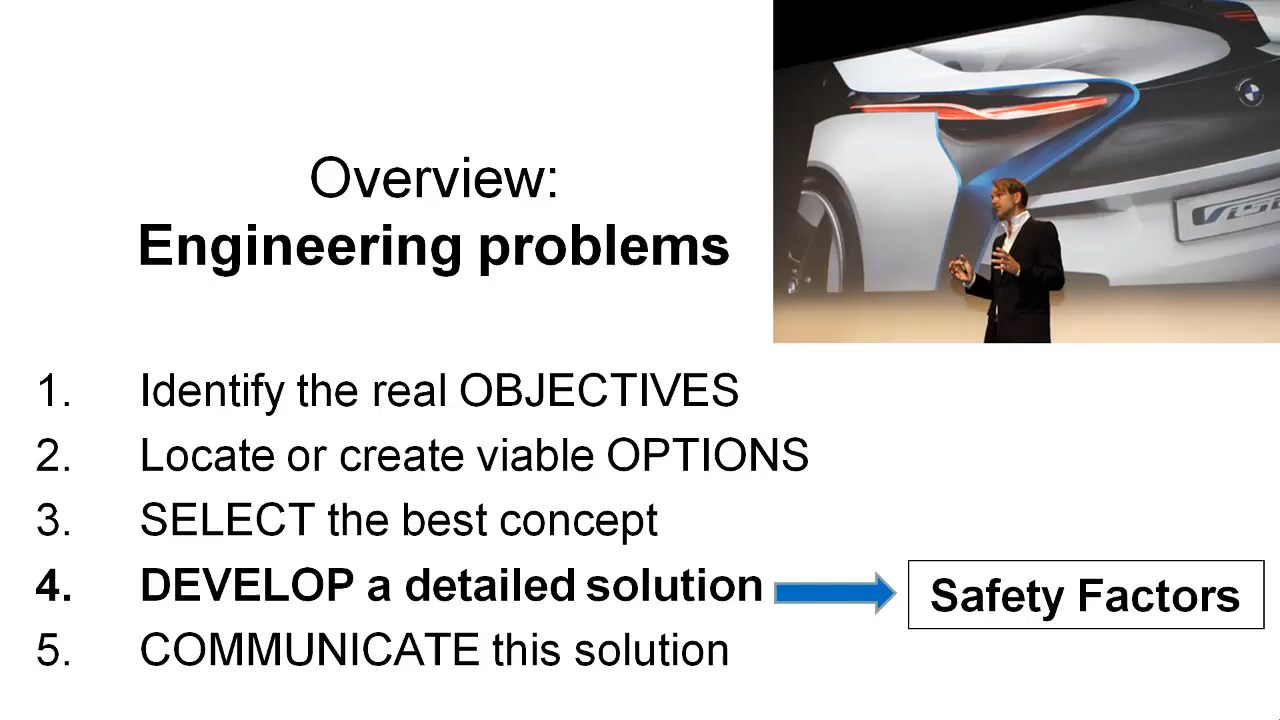 Overview:
Engineering problems
1. Identify the real OBJECTIVES
2. Locate or create viable OPTIONS
3. SELECT the best concept
4. DEVELOP a detailed solution
Safety Factors
5. COMMUNICATE this solution